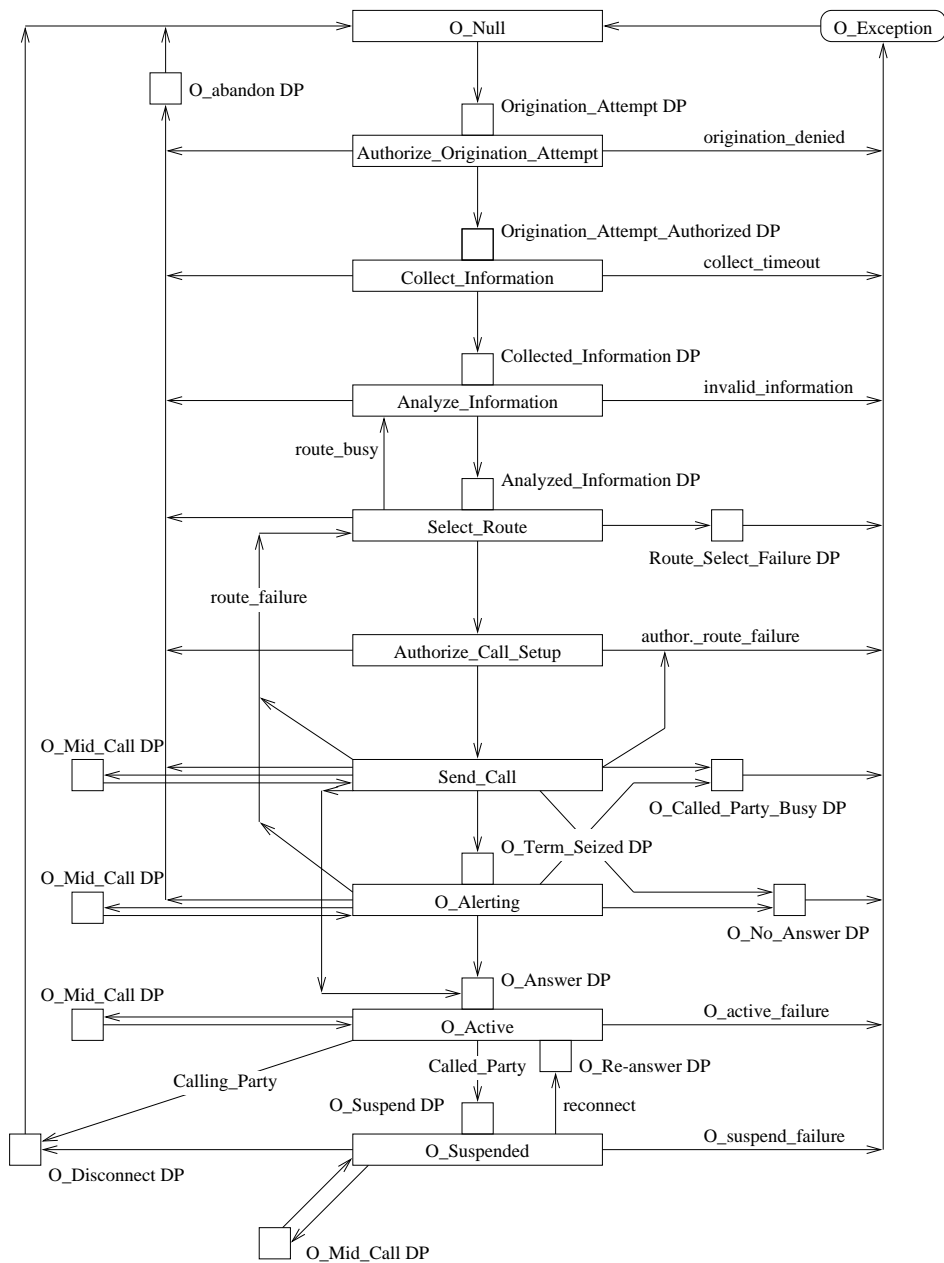 O_Null
O_Exception
O_abandon DP
Origination_Attempt DP
Authorize_Origination_Attempt
origination_denied
Origination_Attempt_Authorized DP
Collect_Information
collect_timeout
Collected_Information DP
Analyze_Information
invalid_information
route_busy
Analyzed_Information DP
Select_Route
Route_Select_Failure DP
route_failure
Authorize_Call_Setup
author._route_failure
O_Mid_Call DP
Send_Call
O_Called_Party_Busy DP
O_Term_Seized DP
O_Mid_Call DP
O_Alerting
O_No_Answer DP
O_Answer DP
O_Mid_Call DP
O_Active
O_active_failure
Called_Party
O_Re-answer DP
Calling_Party
O_Suspend DP
reconnect
O_Suspended
O_suspend_failure
O_Disconnect DP
O_Mid_Call DP